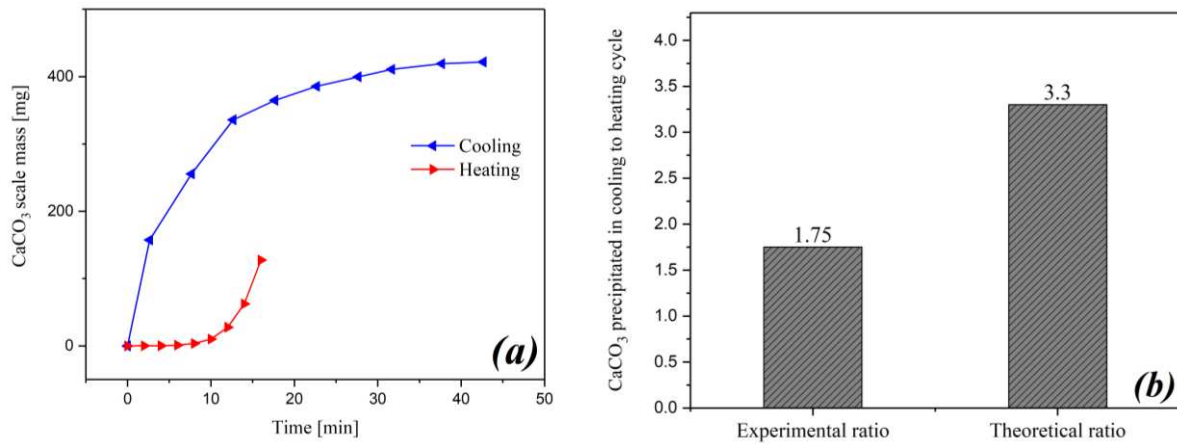 CaCO₃ scale mass [mg]
400
200
0
Cooling
Heating
(a)
0
10
20
30
40
50
Time [min]
CaCO₃ precipitated in cooling to heating cycle
4.0
3.5
3.0
2.5
2.0
1.5
1.0
0.5
0.0
1.75
3.3
(b)
Experimental ratio
Theoretical ratio